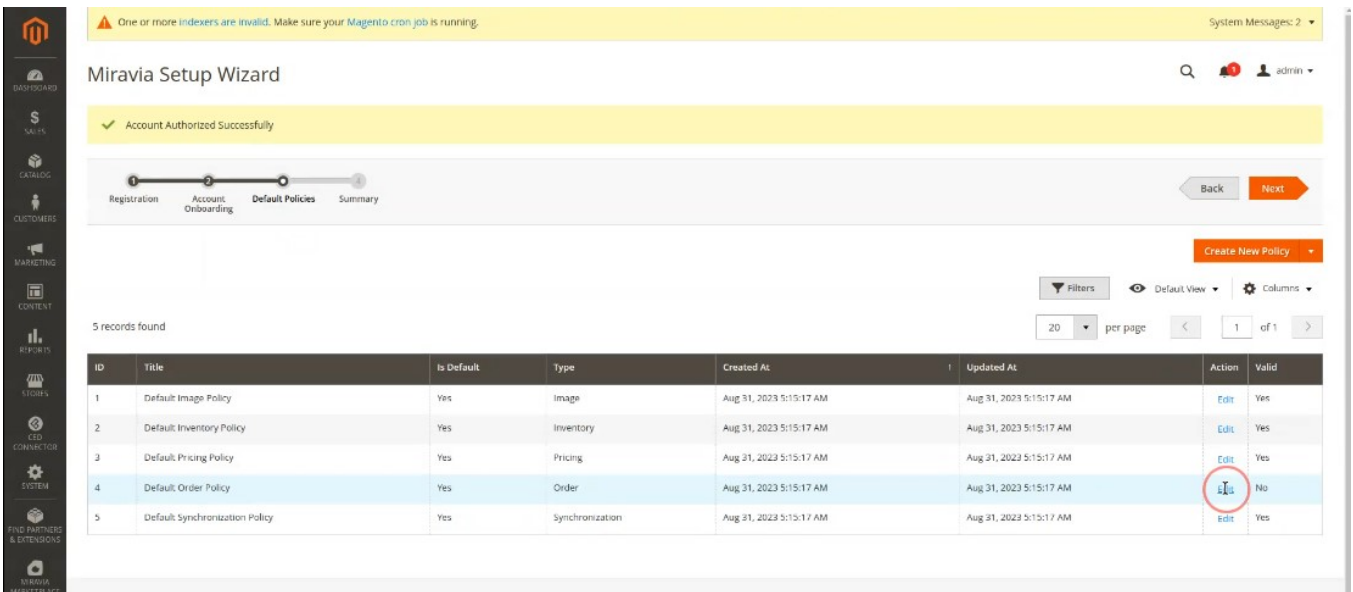 One or more indexers are invalid. Make sure your Magento cron job is running.
System Messages: 2
DASHBOARD
SALES
CATALOG
CUSTOMERS
MARKETING
CONTENT
REPORTS
STORES
CED CONNECTOR
SYSTEM
FIND PARTNERS
& EXTENSIONS
MIRAVIA
Miravia Setup Wizard
1
admin
Account Authorized Successfully
1 2
Registration Account Onboarding Default Policies Summary
Back Next
Create New Policy
Filters Default View Columns
5 records found
20 per page 1 of 1
ID Title Is Default Type Created At ↑ Updated At Action Valid
1 Default Image Policy Yes Image Aug 31, 2023 5:15:17 AM Aug 31, 2023 5:15:17 AM Edit Yes
2 Default Inventory Policy Yes Inventory Aug 31, 2023 5:15:17 AM Aug 31, 2023 5:15:17 AM Edit Yes
3 Default Pricing Policy Yes Pricing Aug 31, 2023 5:15:17 AM Aug 31, 2023 5:15:17 AM Edit Yes
4 Default Order Policy Yes Order Aug 31, 2023 5:15:17 AM Aug 31, 2023 5:15:17 AM Edit No
5 Default Synchronization Policy Yes Synchronization Aug 31, 2023 5:15:17 AM Aug 31, 2023 5:15:17 AM Edit Yes